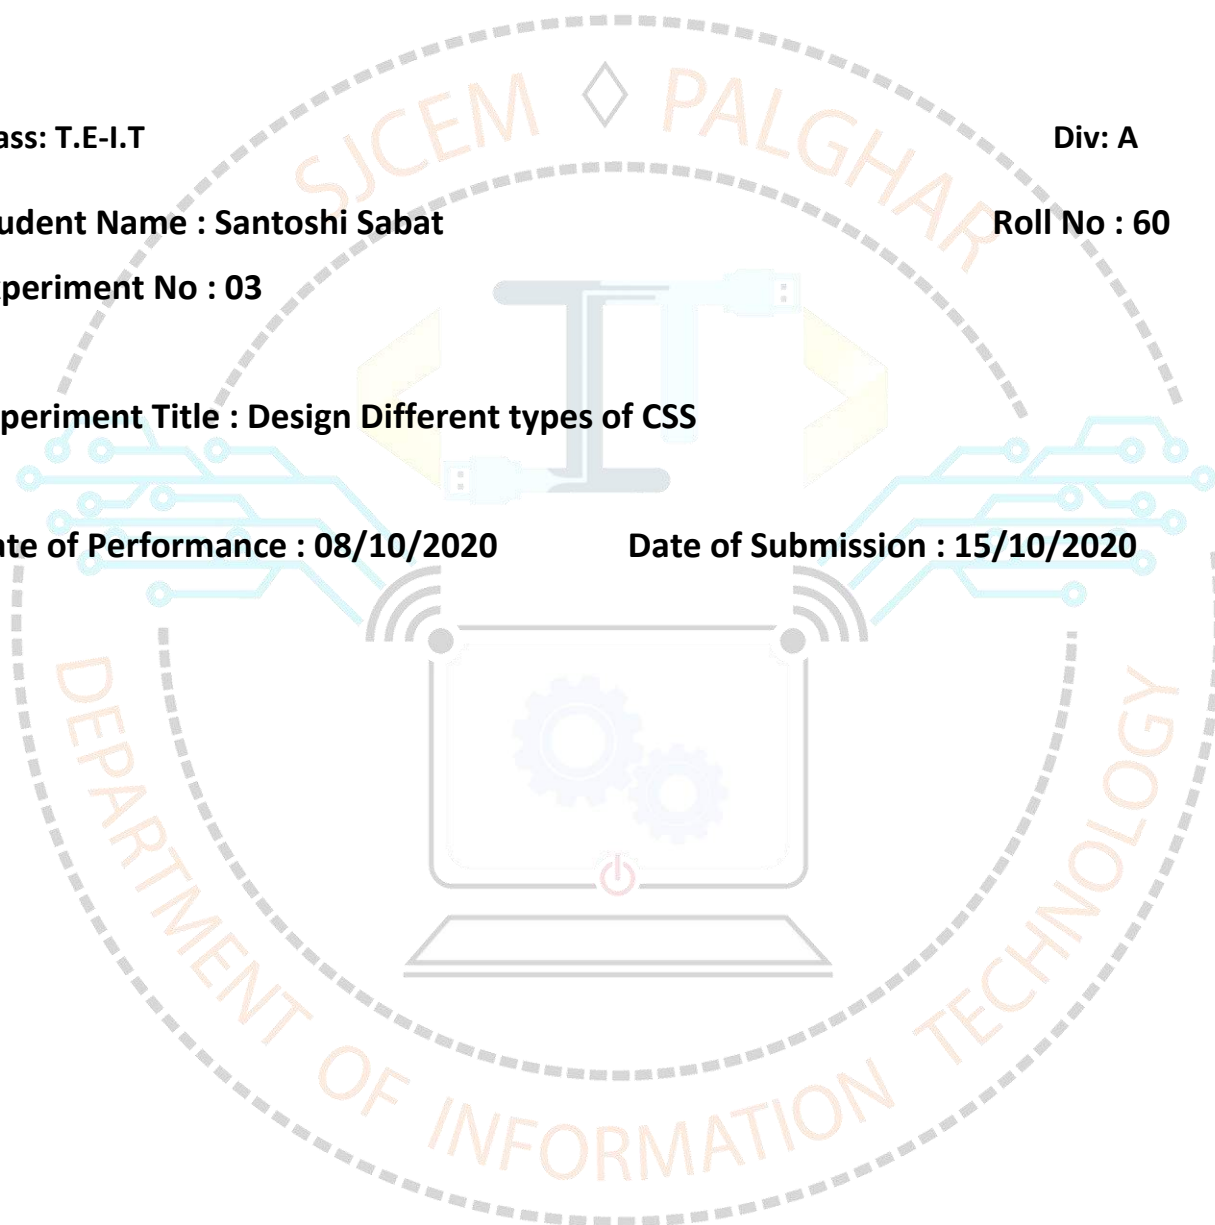 SJCEM ◊ PALGHAR
ass: T.E-I.T Div: A
udent Name : Santoshi Sabat Roll No : 60
periment No : 03
periment Title : Design Different types of CSS
ate of Performance : 08/10/2020 Date of Submission : 15/10/2020
DEPARTMENT OF INFORMATION TECHNOLOGY